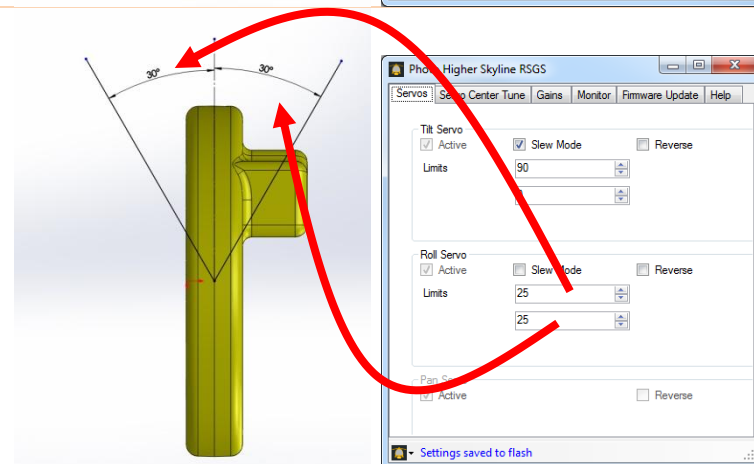 30°
30°
Photo Higher Skyline RSGS
Servos Servo Center Tune Gains Monitor Firmware Update Help
Tilt Servo
Active Slew Mode Reverse
Limits 90
Roll Servo
Active Slew Mode Reverse
Limits 25
25
Pan Servo
Active Reverse
Settings saved to flash